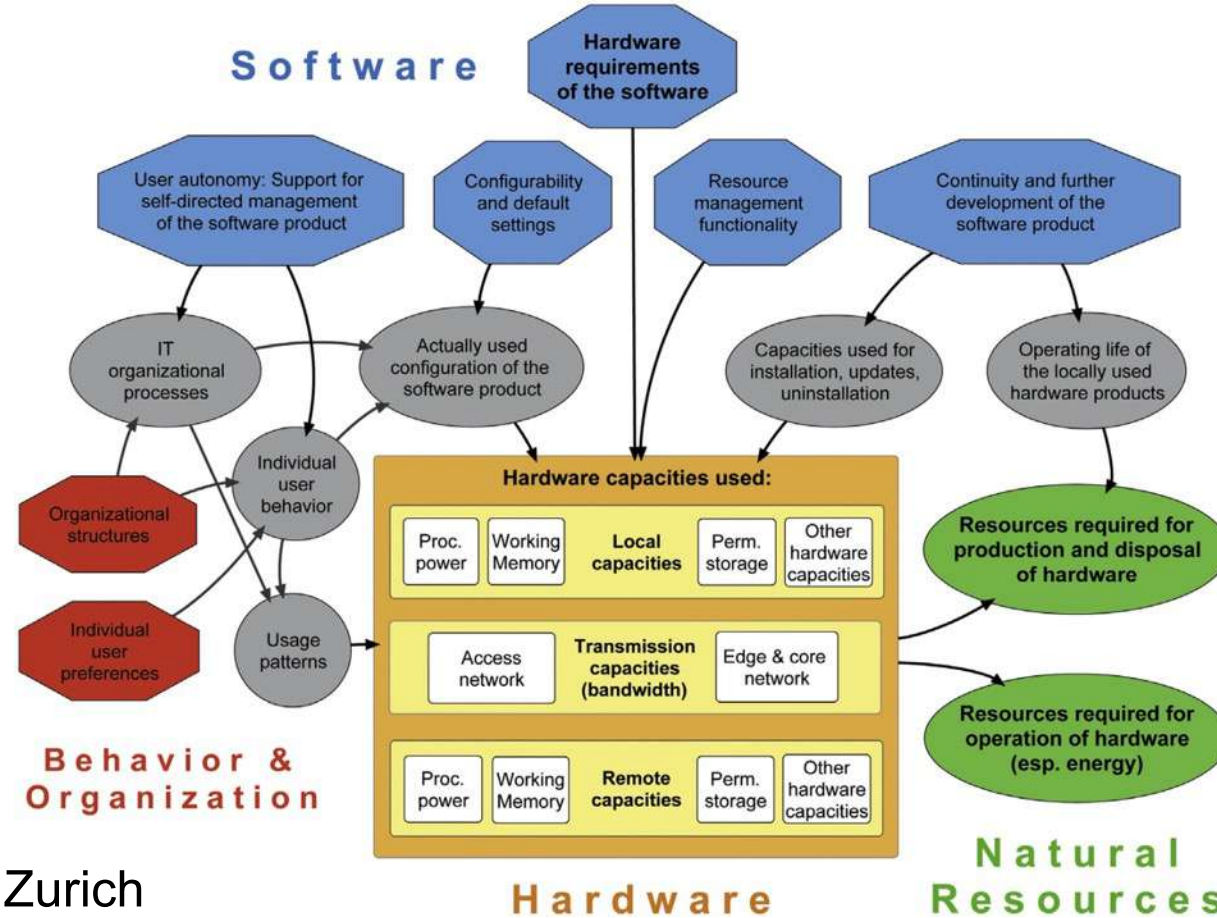 Software
Hardware
requirements
of the software
User autonomy: Support for
self-directed management
of the software product
Configurability
and default
settings
Resource
management
functionality
Continuity and further
development of the
software product
IT
organizational
processes
Actually used
configuration of the
software product
Capacities used for
installation, updates,
uninstallation
Operating life of
the locally used
hardware products
Individual
user
behavior
Organizational
structures
Individual
user
preferences
Usage
patterns
Hardware capacities used:
Proc.
power
Working
Memory
Local
capacities
Perm.
storage
Other
hardware
capacities
Access
network
Transmission
capacities
(bandwidth)
Edge & core
network
Proc.
power
Working
Memory
Remote
capacities
Perm.
storage
Other
hardware
capacities
Resources required for
production and disposal
of hardware
Resources required for
operation of hardware
(esp. energy)
Behavior &
Organization
Zurich
Hardware
Natural
Resources